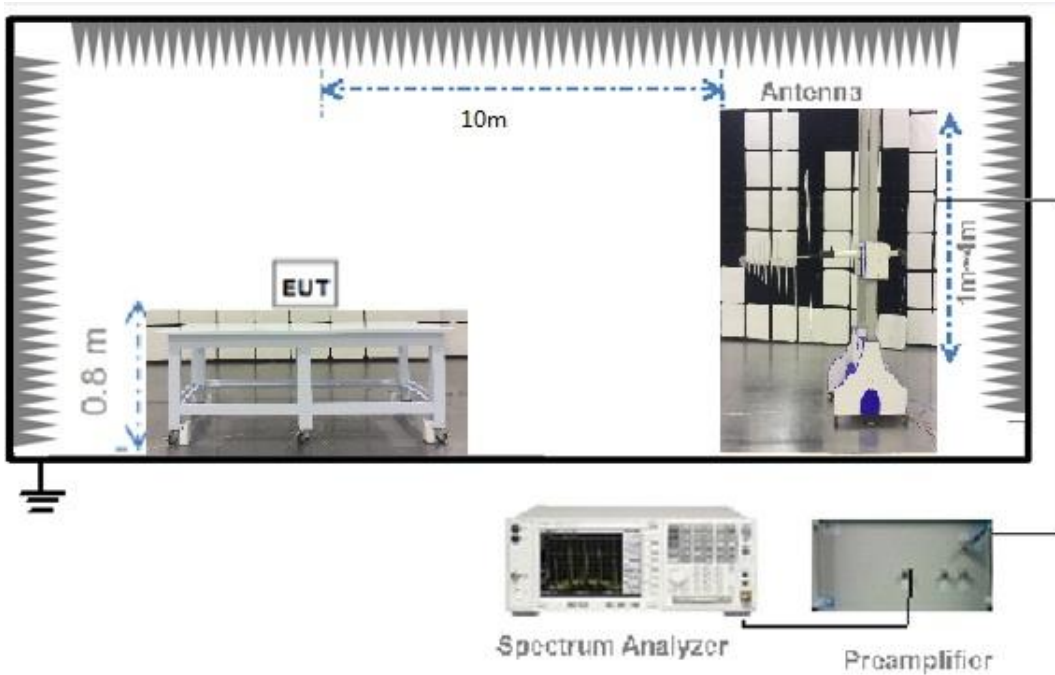 Antenna
10m
1m~4m
EUT
0.8 m
Spectrum Analyzer
Preamplifier